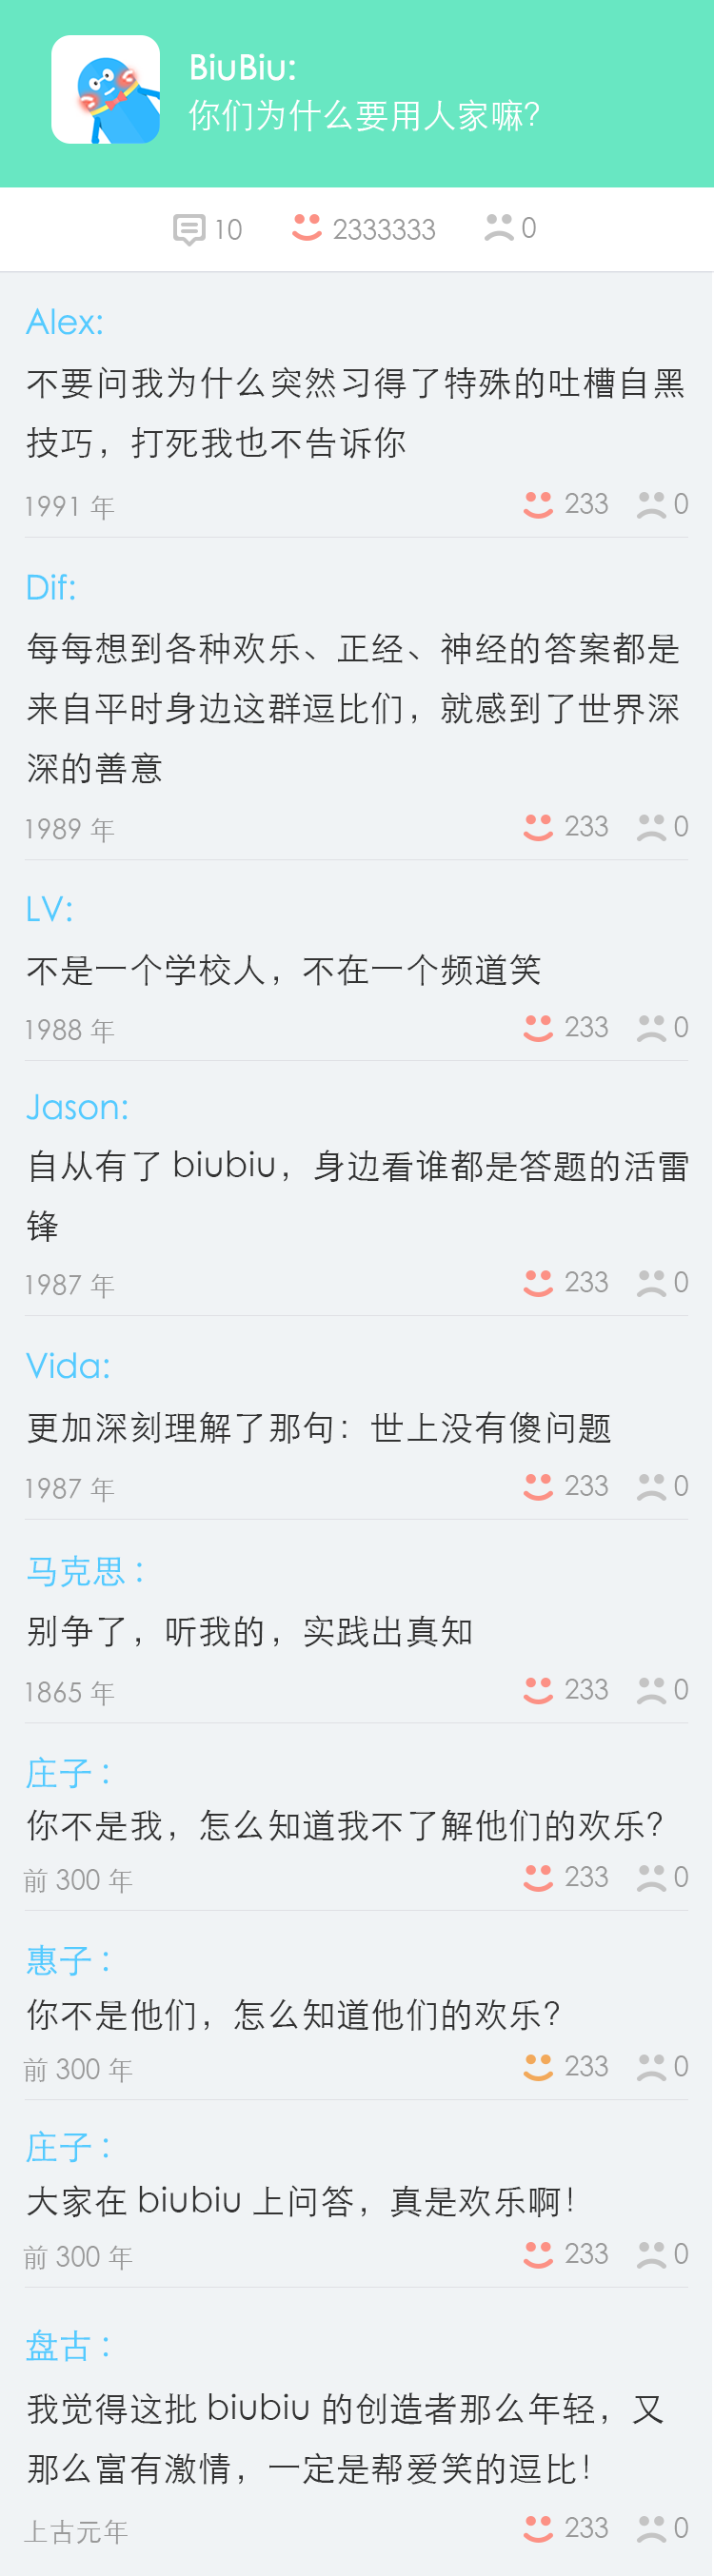 BiuBiu:
你们为什么要用人家嘛?
10 2333333 0
Alex:
不要问我为什么突然习得了特殊的吐槽自黑
技巧，打死我也不告诉你
1991 年 233 0
Dif:
每每想到各种欢乐、正经、神经的答案都是
来自平时身边这群逗比们，就感到了世界深
深的善意
1989 年 233 0
LV:
不是一个学校人，不在一个频道笑
1988 年 233 0
Jason:
自从有了 biubiu，身边看谁都是答题的活雷
锋
1987 年 233 0
Vida:
更加深刻理解了那句：世上没有傻问题
1987 年 233 0
马克思：
别争了，听我的，实践出真知
1865 年 233 0
庄子：
你不是我，怎么知道我不了解他们的欢乐?
前 300 年 233 0
惠子：
你不是他们，怎么知道他们的欢乐?
前 300 年 233 0
庄子：
大家在 biubiu 上问答，真是欢乐啊！
前 300 年 233 0
盘古：
我觉得这批 biubiu 的创造者那么年轻，又
那么富有激情，一定是帮爱笑的逗比！
上古元年 233 0